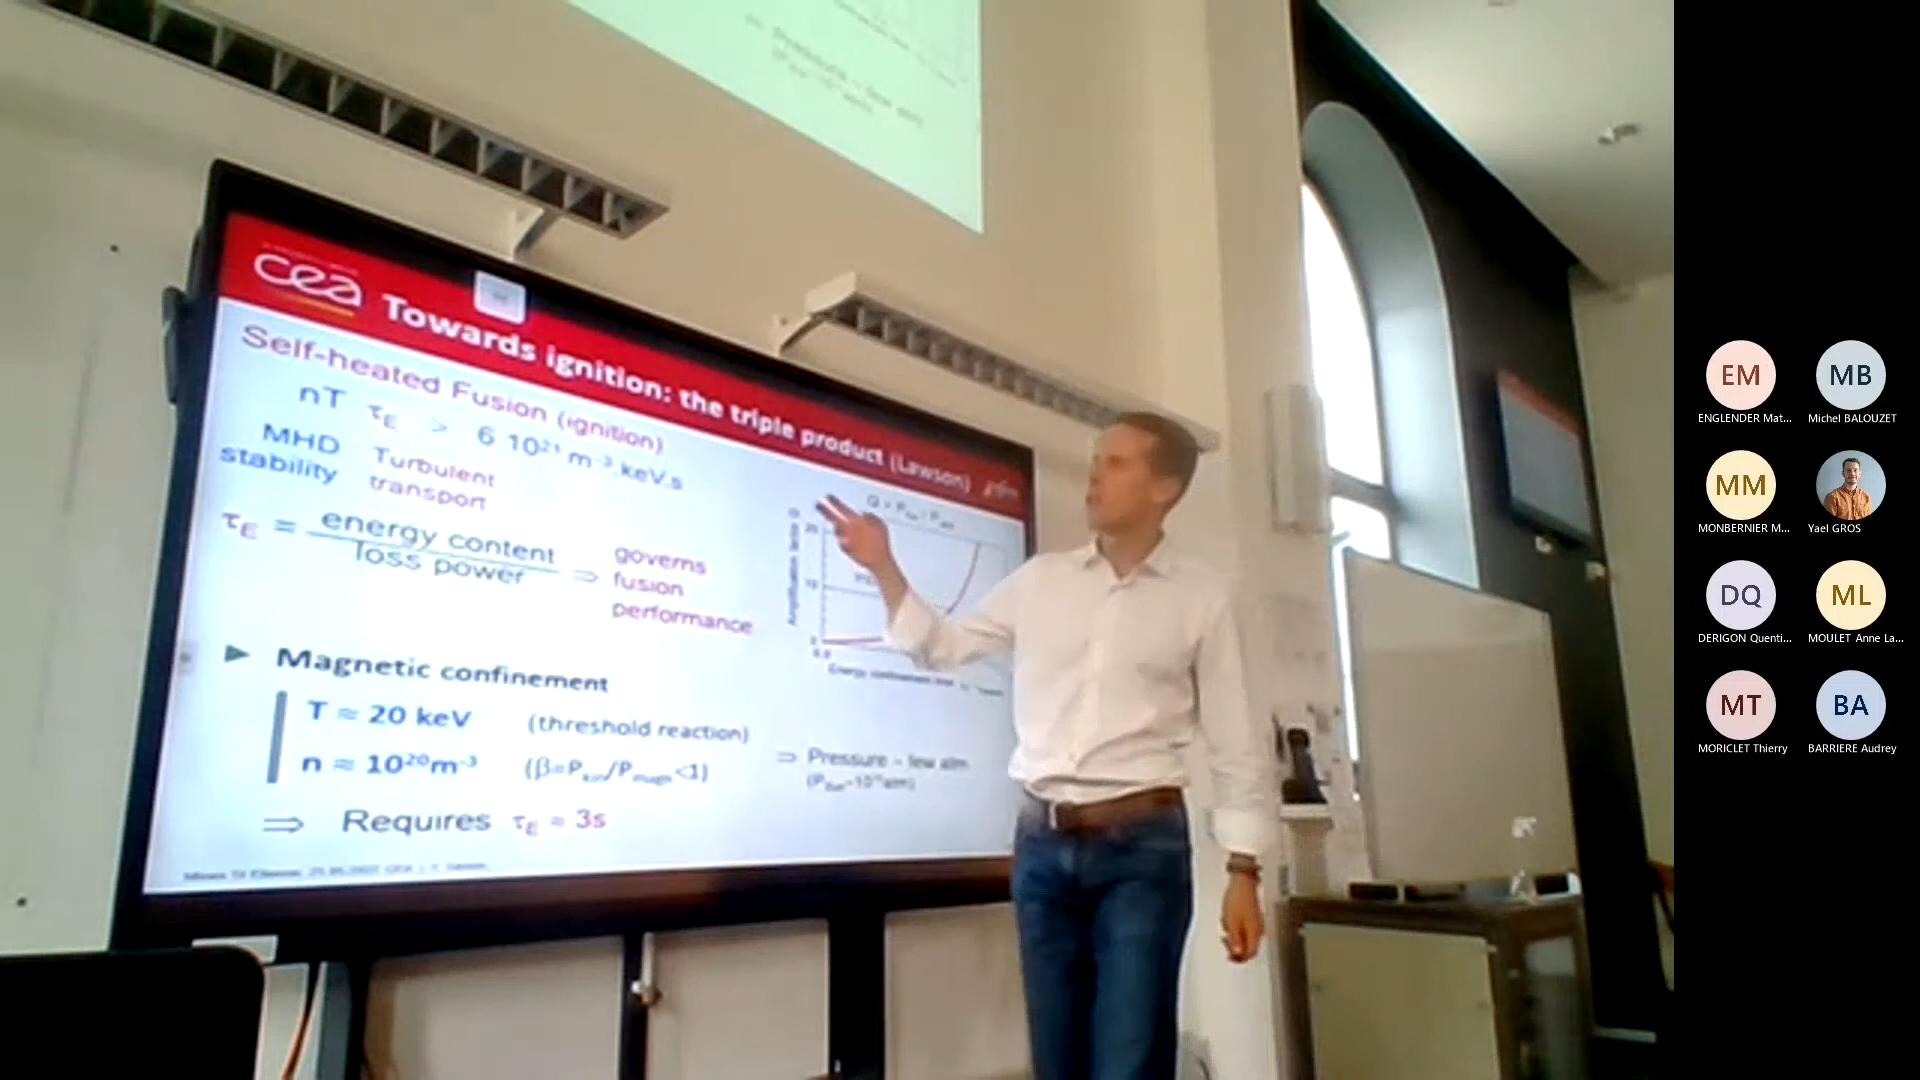 cea
Towards ignition: the triple product (Lawson)
Self-heated Fusion (ignition)
nT τE > 6 10²¹ m⁻³.keV.s
MHD stability
Turbulent transport
τE = energy content / loss power ⇒ governs fusion performance
Magnetic confinement
T ≈ 20 keV (threshold reaction)
n ≈ 10²⁰m⁻³ (β=Pkin/Pmagn<1) ⇒ Pressure ~ few atm
⇒ Requires τE ≈ 3s
EM
ENGLENDER Mat...
MB
Michel BALOUZET
MM
MONBERNIER M...
Yael GROS
DQ
DERIGON Quenti...
ML
MOULET Anne La...
MT
MORICLET Thierry
BA
BARRIERE Audrey